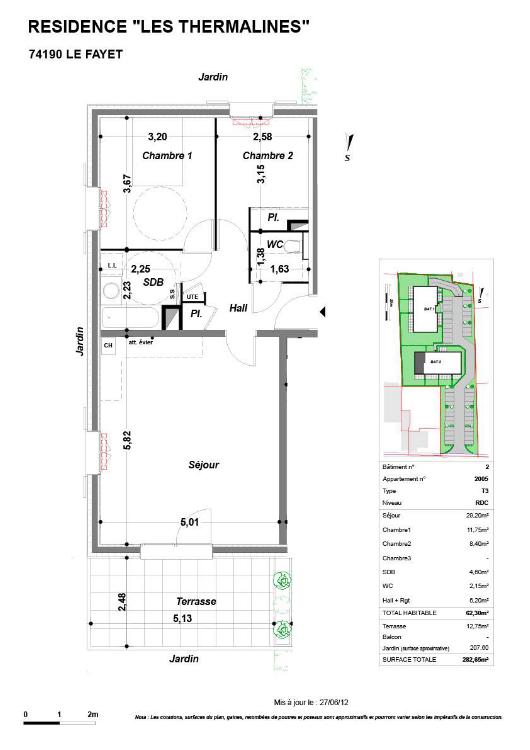 RESIDENCE "LES THERMALINES"
74190 LE FAYET
Jardin
3,20
2,58
Chambre 1
Chambre 2
3,67
3,15
S
Pl.
WC
1,38
1,63
L.L
2,25
SDB
2,23
S.S
UTE
Pl.
Hall
Jardin
CH
att. évier
5,82
Séjour
5,01
Terrasse
2,48
5,13
Jardin
S
BAT 1
BAT 2
Bâtiment n° 2
Appartement n° 2005
Type T3
Niveau RDC
Séjour 29,20m²
Chambre1 11,75m²
Chambre2 8,40m²
Chambre3 -
SDB 4,60m²
WC 2,15m²
Hall + Rgt 6,20m²
TOTAL HABITABLE 62,30m²
Terrasse 12,75m²
Balcon -
Jardin (surface aproximative) 207,60
SURFACE TOTALE 282,65m²
Mis à jour le : 27/06/12
0 1 2m
Nota : Les cotations, surfaces du plan, gaines, retombées de poutres et poteaux sont approximatifs et pourront varier selon les impératifs de la construction.